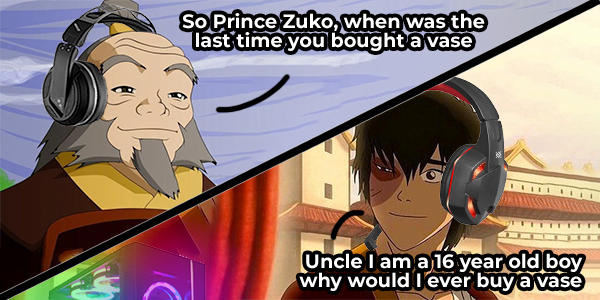 So Prince Zuko, when was the
last time you bought a vase
Uncle I am a 16 year old boy
why would I ever buy a vase